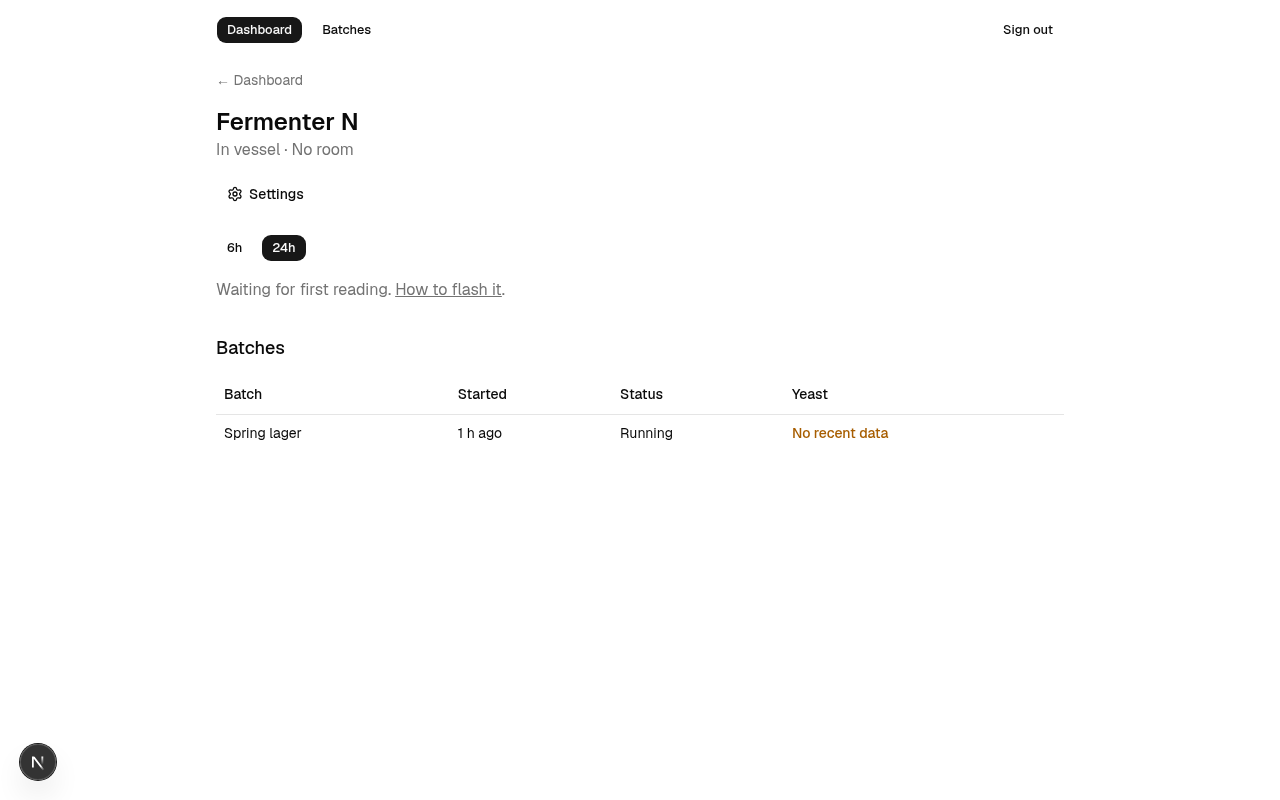 Dashboard Batches Sign out
← Dashboard
Fermenter N
In vessel · No room
Settings
6h 24h
Waiting for first reading. How to flash it.
Batches
Batch Started Status Yeast
Spring lager 1 h ago Running No recent data
N